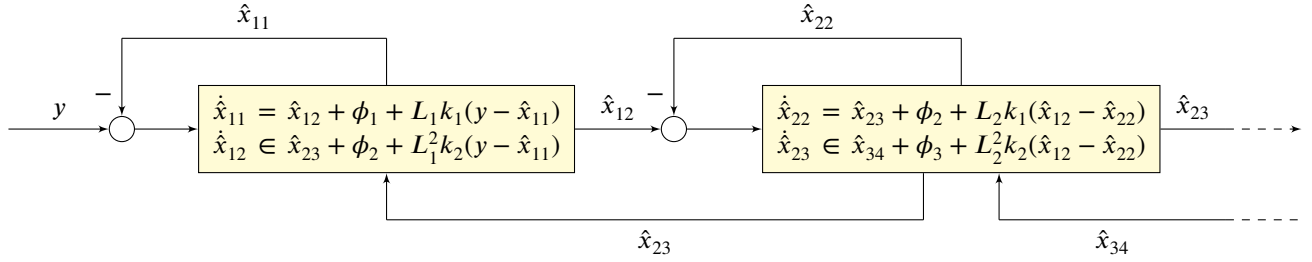 x̂₁₁ x̂₂₂
y − x̂₁₂ − x̂₂₃
ẋ̂₁₁ = x̂₁₂ + ϕ₁ + L₁k₁(y − x̂₁₁)
ẋ̂₁₂ ∈ x̂₂₃ + ϕ₂ + L₁²k₂(y − x̂₁₁)
ẋ̂₂₂ = x̂₂₃ + ϕ₂ + L₂k₁(x̂₁₂ − x̂₂₂)
ẋ̂₂₃ ∈ x̂₃₄ + ϕ₃ + L₂²k₂(x̂₁₂ − x̂₂₂)
x̂₂₃ x̂₃₄